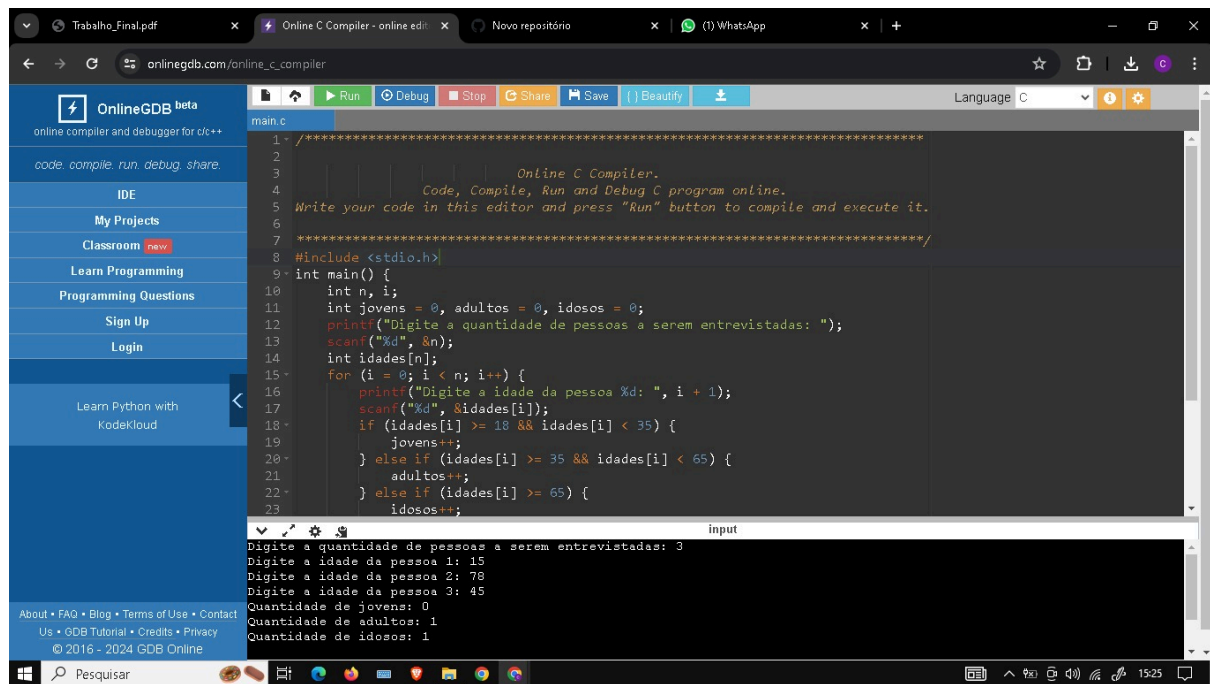 Trabalho_Final.pdf
Online C Compiler - online edit
Novo repositório
(1) WhatsApp
onlinegdb.com/online_c_compiler
C
OnlineGDB beta
online compiler and debugger for c/c++
code. compile. run. debug. share.
IDE
My Projects
Classroom new
Learn Programming
Programming Questions
Sign Up
Login
Learn Python with
KodeKloud
About • FAQ • Blog • Terms of Use • Contact
Us • GDB Tutorial • Credits • Privacy
© 2016 - 2024 GDB Online
Run Debug Stop Share Save { } Beautify
Language C
main.c
1 /******************************************************************************
2
3 Online C Compiler.
4 Code, Compile, Run and Debug C program online.
5 Write your code in this editor and press "Run" button to compile and execute it.
6
7 *******************************************************************************/
8 #include <stdio.h>
9 int main() {
10 int n, i;
11 int jovens = 0, adultos = 0, idosos = 0;
12 printf("Digite a quantidade de pessoas a serem entrevistadas: ");
13 scanf("%d", &n);
14 int idades[n];
15 for (i = 0; i < n; i++) {
16 printf("Digite a idade da pessoa %d: ", i + 1);
17 scanf("%d", &idades[i]);
18 if (idades[i] >= 18 && idades[i] < 35) {
19 jovens++;
20 } else if (idades[i] >= 35 && idades[i] < 65) {
21 adultos++;
22 } else if (idades[i] >= 65) {
23 idosos++;
input
Digite a quantidade de pessoas a serem entrevistadas: 3
Digite a idade da pessoa 1: 15
Digite a idade da pessoa 2: 78
Digite a idade da pessoa 3: 45
Quantidade de jovens: 0
Quantidade de adultos: 1
Quantidade de idosos: 1
Pesquisar
15:25